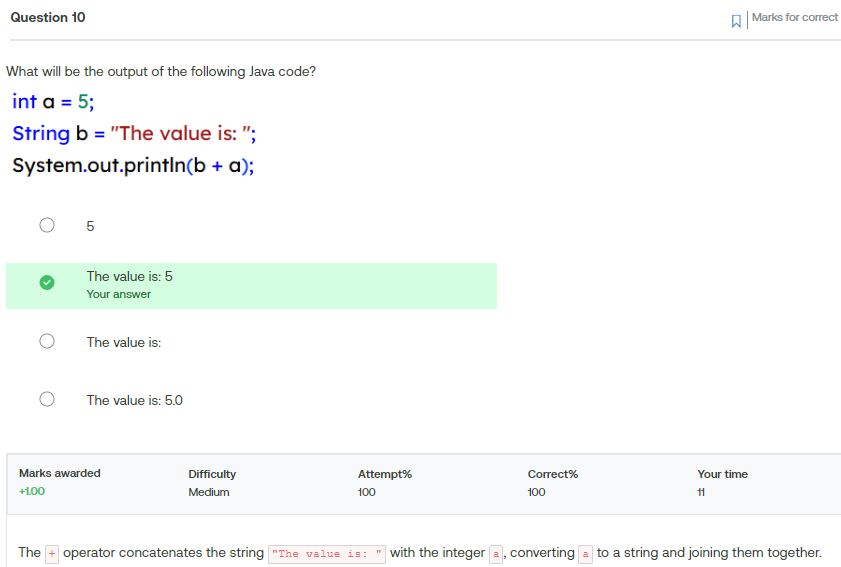 Question 10
Marks for correct
What will be the output of the following Java code?
int a = 5;
String b = "The value is: ";
System.out.println(b + a);
5
The value is: 5
Your answer
The value is:
The value is: 5.0
Marks awarded Difficulty Attempt% Correct% Your time
+1.00 Medium 100 100 11
The + operator concatenates the string "The value is: " with the integer a, converting a to a string and joining them together.